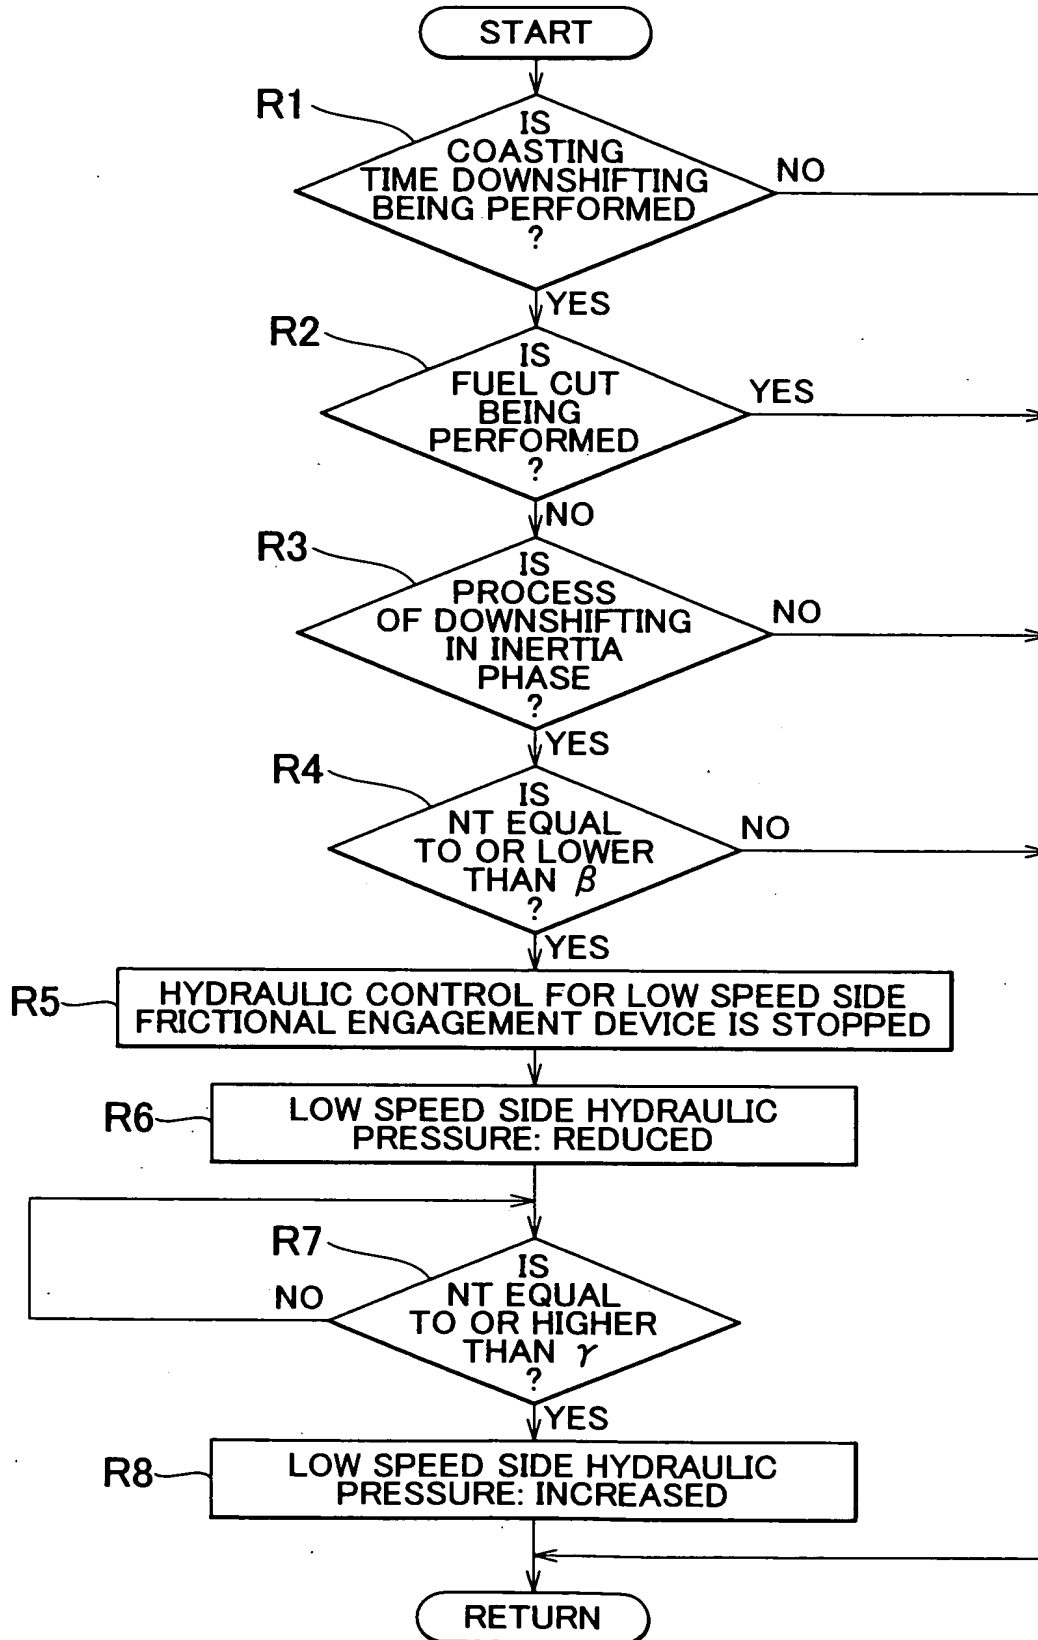 START
R1
IS
COASTING
TIME DOWNSHIFTING
BEING PERFORMED
?
NO
YES
R2
IS
FUEL CUT
BEING
PERFORMED
?
YES
NO
R3
IS
PROCESS
OF DOWNSHIFTING
IN INERTIA
PHASE
?
NO
YES
R4
IS
NT EQUAL
TO OR LOWER
THAN β
?
NO
YES
R5
HYDRAULIC CONTROL FOR LOW SPEED SIDE
FRICTIONAL ENGAGEMENT DEVICE IS STOPPED
R6
LOW SPEED SIDE HYDRAULIC
PRESSURE: REDUCED
R7
IS
NT EQUAL
TO OR HIGHER
THAN γ
?
NO
YES
R8
LOW SPEED SIDE HYDRAULIC
PRESSURE: INCREASED
RETURN